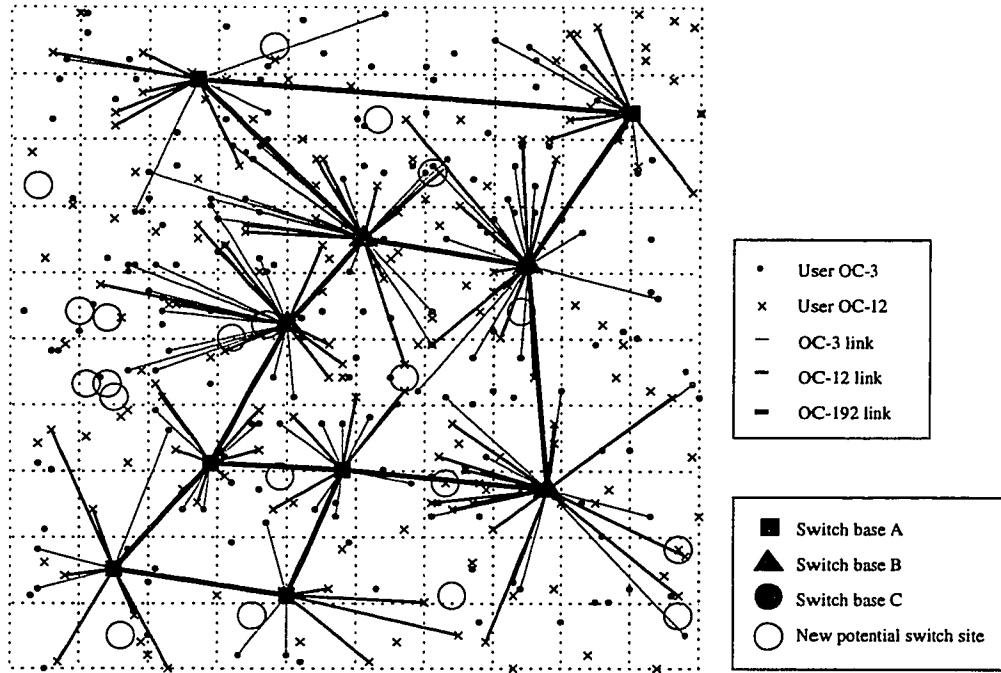 User OC-3
User OC-12
OC-3 link
OC-12 link
OC-192 link
Switch base A
Switch base B
Switch base C
New potential switch site